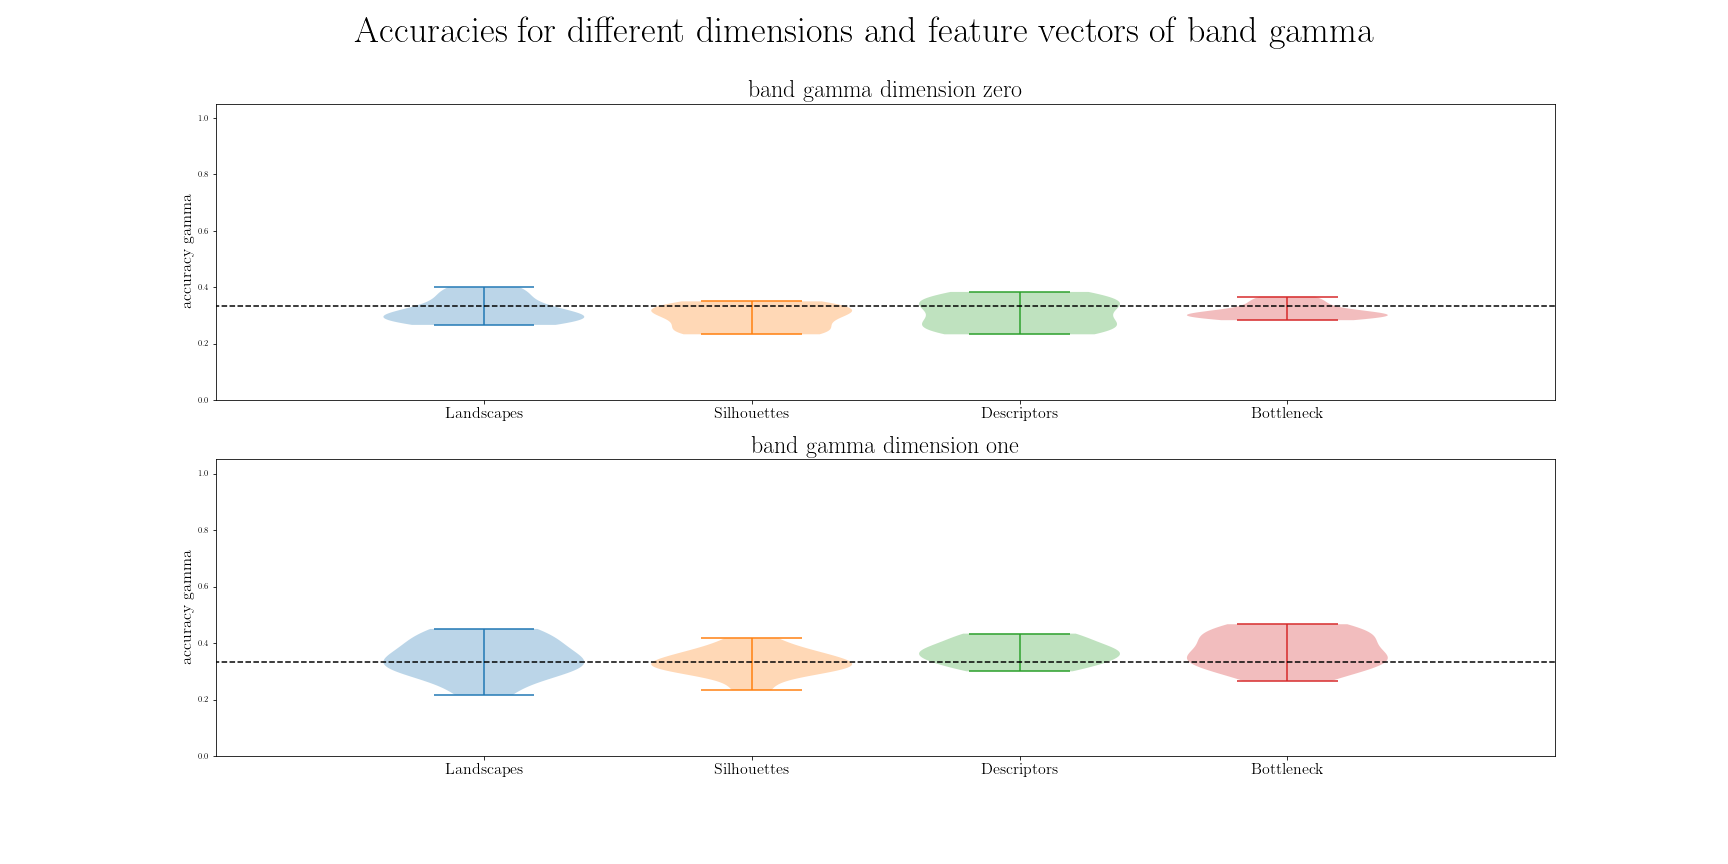 Accuracies for different dimensions and feature vectors of band gamma
band gamma dimension zero
1.0
0.8
0.6
0.4
0.2
0.0
accuracy gamma
Landscapes Silhouettes Descriptors Bottleneck
band gamma dimension one
1.0
0.8
0.6
0.4
0.2
0.0
accuracy gamma
Landscapes Silhouettes Descriptors Bottleneck